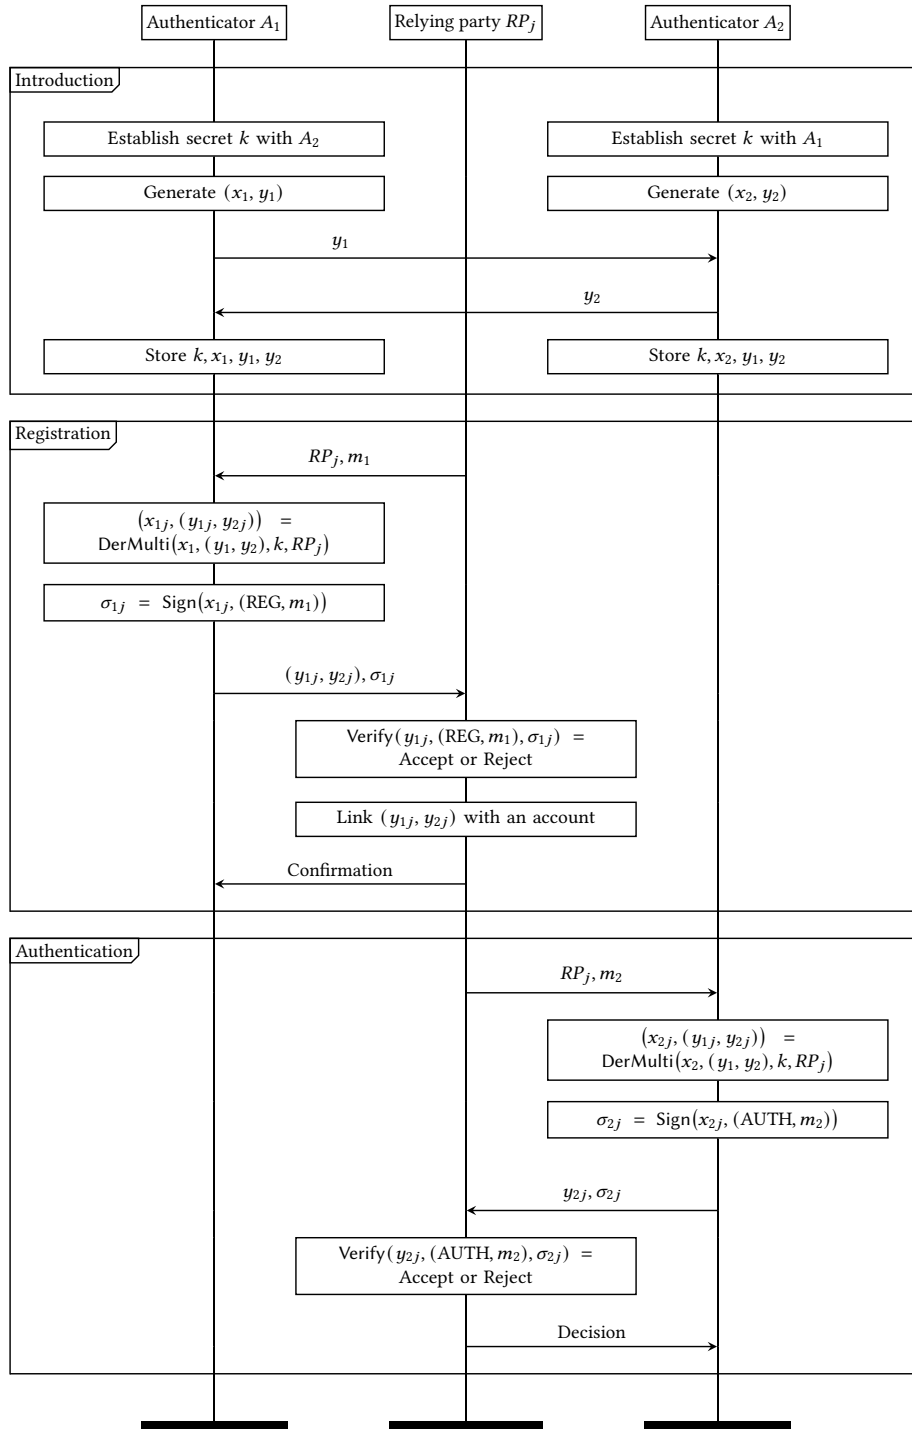 Authenticator A₁
Relying party RPⱼ
Authenticator A₂
Introduction
Establish secret k with A₂
Establish secret k with A₁
Generate (x₁, y₁)
Generate (x₂, y₂)
y₁
y₂
Store k, x₁, y₁, y₂
Store k, x₂, y₁, y₂
Registration
RPⱼ, m₁
(x₁ⱼ, (y₁ⱼ, y₂ⱼ)) =
DerMulti(x₁, (y₁, y₂), k, RPⱼ)
σ₁ⱼ = Sign(x₁ⱼ, (REG, m₁))
(y₁ⱼ, y₂ⱼ), σ₁ⱼ
Verify(y₁ⱼ, (REG, m₁), σ₁ⱼ) =
Accept or Reject
Link (y₁ⱼ, y₂ⱼ) with an account
Confirmation
Authentication
RPⱼ, m₂
(x₂ⱼ, (y₁ⱼ, y₂ⱼ)) =
DerMulti(x₂, (y₁, y₂), k, RPⱼ)
σ₂ⱼ = Sign(x₂ⱼ, (AUTH, m₂))
y₂ⱼ, σ₂ⱼ
Verify(y₂ⱼ, (AUTH, m₂), σ₂ⱼ) =
Accept or Reject
Decision